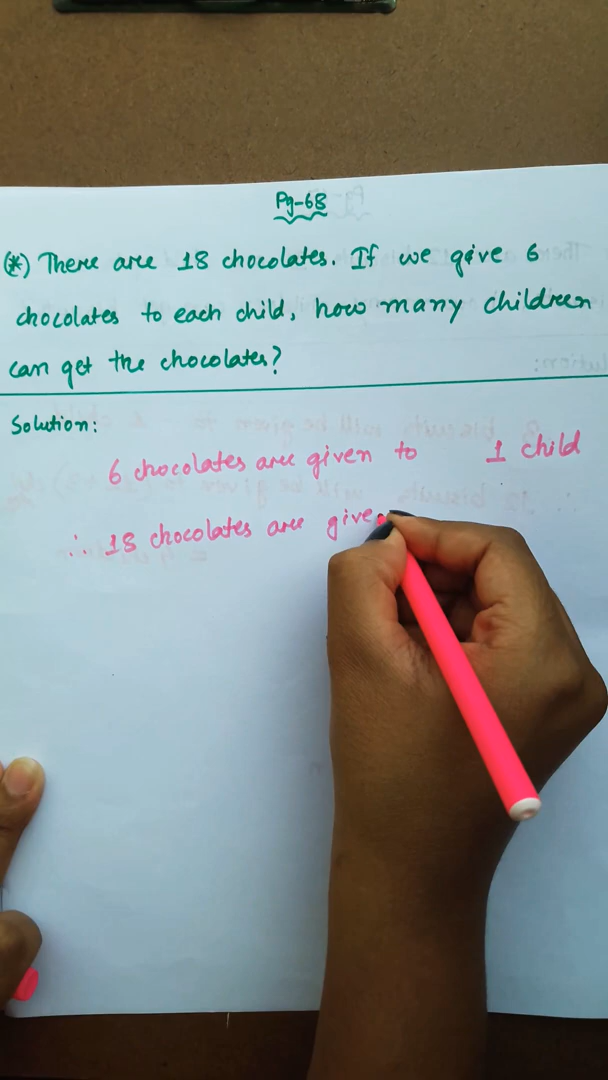 Pg-68
(*) There are 18 chocolates. If we give 6
chocolates to each child, how many children
can get the chocolates?
Solution:
6 chocolates are given to 1 child
∴ 18 chocolates are give